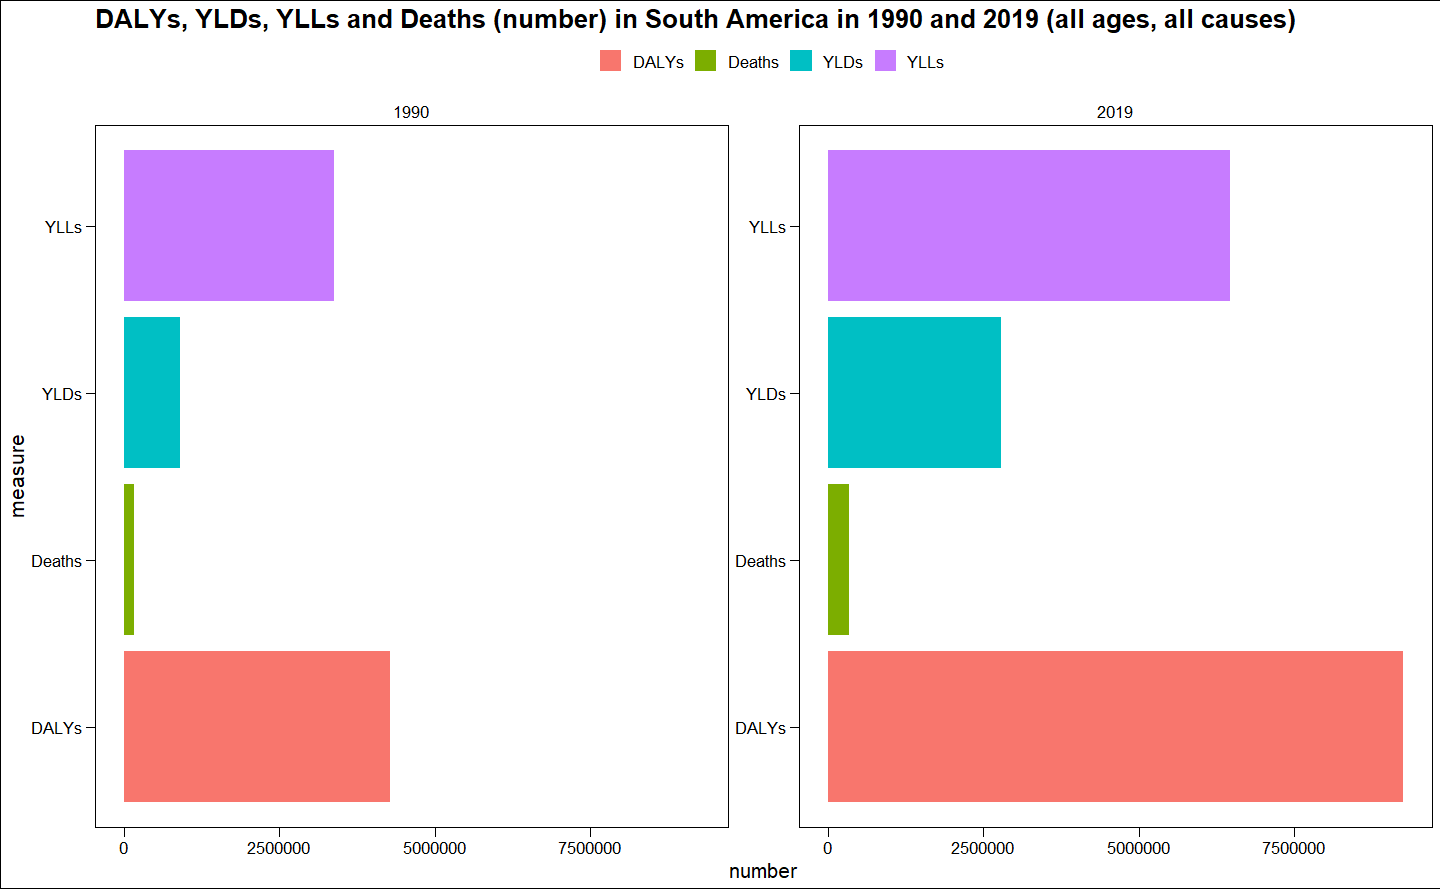 DALYs, YLDs, YLLs and Deaths (number) in South America in 1990 and 2019 (all ages, all causes)
DALYs Deaths YLDs YLLs
1990
2019
measure
YLLs
YLDs
Deaths
DALYs
0 2500000 5000000 7500000
YLLs
YLDs
Deaths
DALYs
0 2500000 5000000 7500000
number